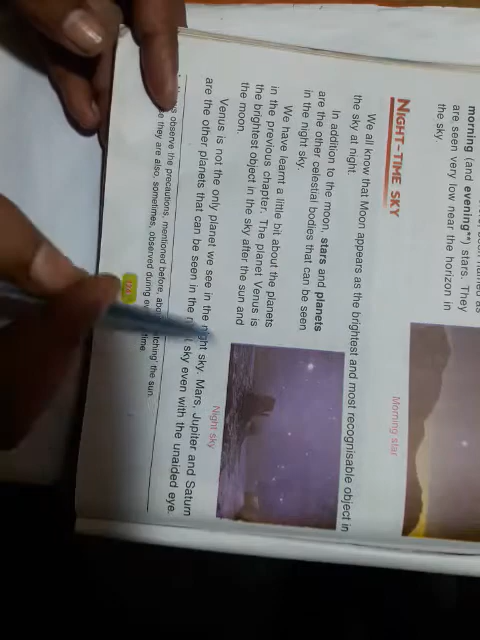 morning (and evening**) stars. They
are seen very low near the horizon in
the sky.
Morning star
NIGHT-TIME SKY
We all know that Moon appears as the brightest and most recognisable object in
the sky at night.
In addition to the moon, stars and planets
are the other celestial bodies that can be seen
in the night sky.
We have learnt a little bit about the planets
in the previous chapter. The planet Venus is
the brightest object in the sky after the sun and
the moon.
Night sky
Venus is not the only planet we see in the night sky. Mars, Jupiter and Saturn
are the other planets that can be seen in the sky even with the unaided eye.
observe the precautions, mentioned before, 'watching' the sun.
they are also, sometimes, observed during time